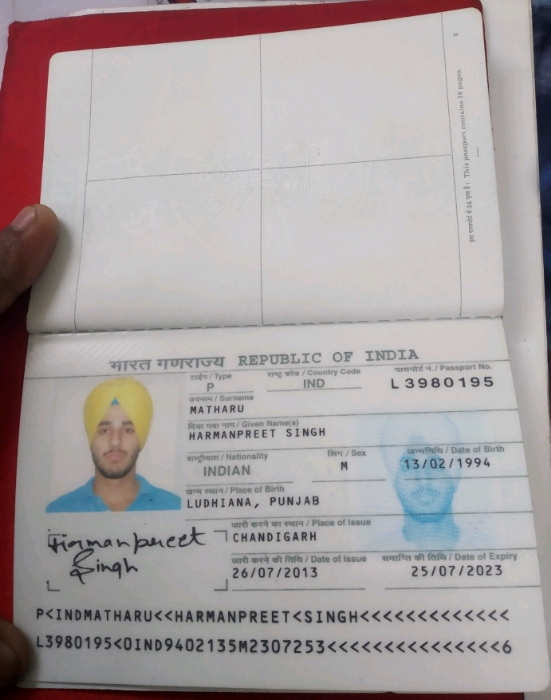 इस पासपोर्ट में 36 पृष्ठ हैं। This passport contains 36 pages.
भारत गणराज्य REPUBLIC OF INDIA
टाईप / Type राष्ट्र कोड / Country Code पासपोर्ट नं. / Passport No.
P IND L3980195
उपनाम / Surname
MATHARU
दिया गया नाम / Given Name(s)
HARMANPREET SINGH
राष्ट्रीयता / Nationality लिंग / Sex जन्मतिथि / Date of Birth
INDIAN M 13/02/1994
जन्म स्थान / Place of Birth
LUDHIANA, PUNJAB
जारी करने का स्थान / Place of Issue
CHANDIGARH
जारी करने की तिथि / Date of Issue समाप्ति की तिथि / Date of Expiry
26/07/2013 25/07/2023
Harmanpreet
Singh
P<INDMATHARU<<HARMANPREET<SINGH<<<<<<<<<<<<<
L3980195<0IND9402135M2307253<<<<<<<<<<<<<<<6